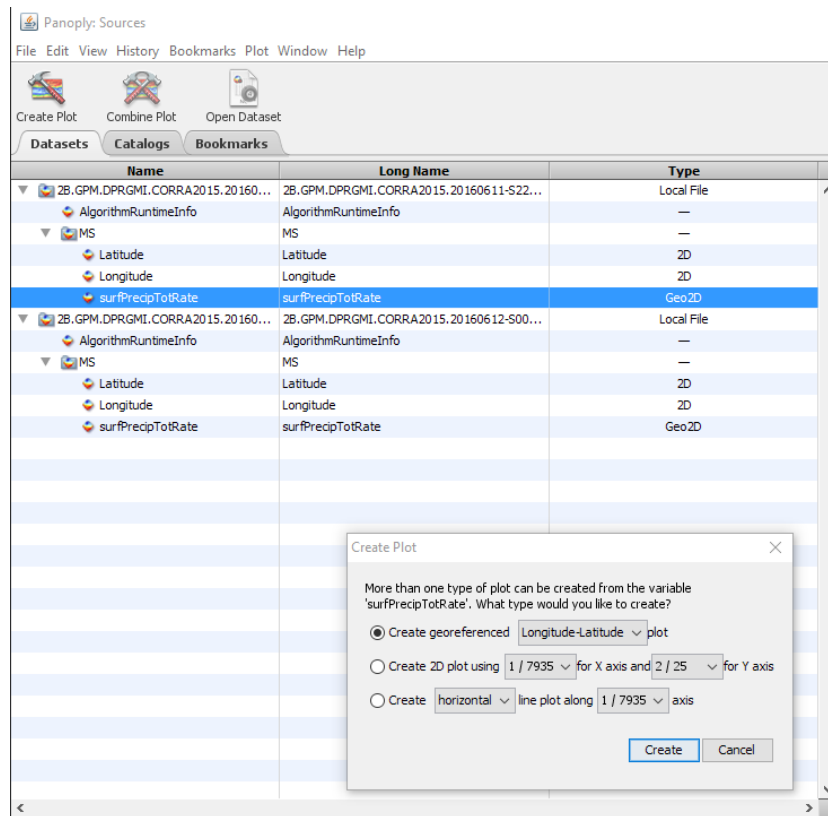 Panoply: Sources
File Edit View History Bookmarks Plot Window Help
Create Plot Combine Plot Open Dataset
Datasets Catalogs Bookmarks
Name Long Name Type
2B.GPM.DPRGMI.CORRA2015.20160... 2B.GPM.DPRGMI.CORRA2015.20160611-S22... Local File
AlgorithmRuntimeInfo AlgorithmRuntimeInfo —
MS MS —
Latitude Latitude 2D
Longitude Longitude 2D
surfPrecipTotRate surfPrecipTotRate Geo2D
2B.GPM.DPRGMI.CORRA2015.20160... 2B.GPM.DPRGMI.CORRA2015.20160612-S00... Local File
AlgorithmRuntimeInfo AlgorithmRuntimeInfo —
MS MS —
Latitude Latitude 2D
Longitude Longitude 2D
surfPrecipTotRate surfPrecipTotRate Geo2D
Create Plot
More than one type of plot can be created from the variable
'surfPrecipTotRate'. What type would you like to create?
Create georeferenced Longitude-Latitude plot
Create 2D plot using 1 / 7935 for X axis and 2 / 25 for Y axis
Create horizontal line plot along 1 / 7935 axis
Create Cancel